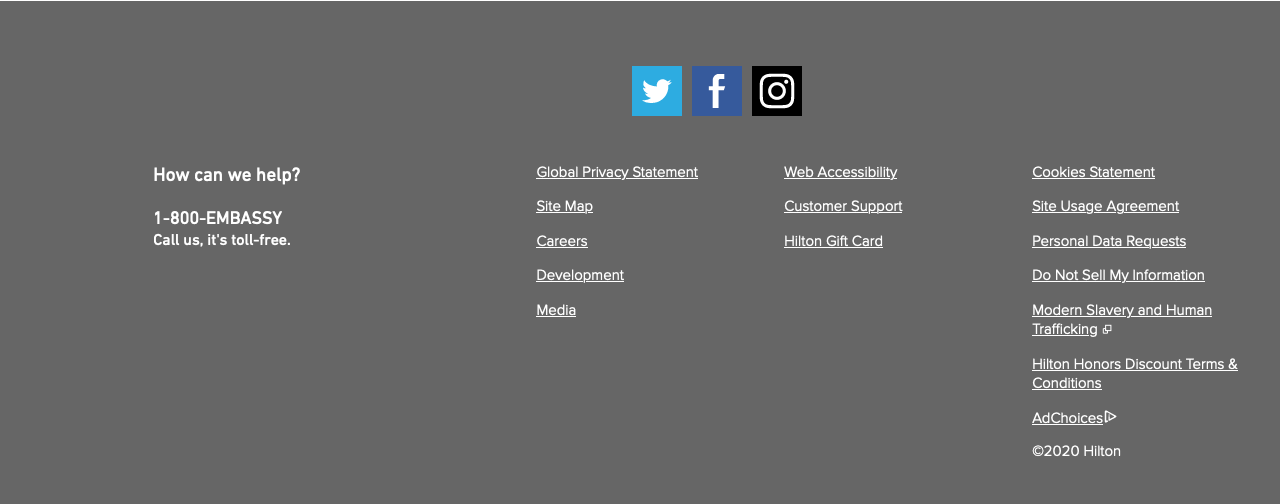 How can we help?
1-800-EMBASSY
Call us, it's toll-free.
Global Privacy Statement
Site Map
Careers
Development
Media
Web Accessibility
Customer Support
Hilton Gift Card
Cookies Statement
Site Usage Agreement
Personal Data Requests
Do Not Sell My Information
Modern Slavery and Human
Trafficking
Hilton Honors Discount Terms &
Conditions
AdChoices
©2020 Hilton